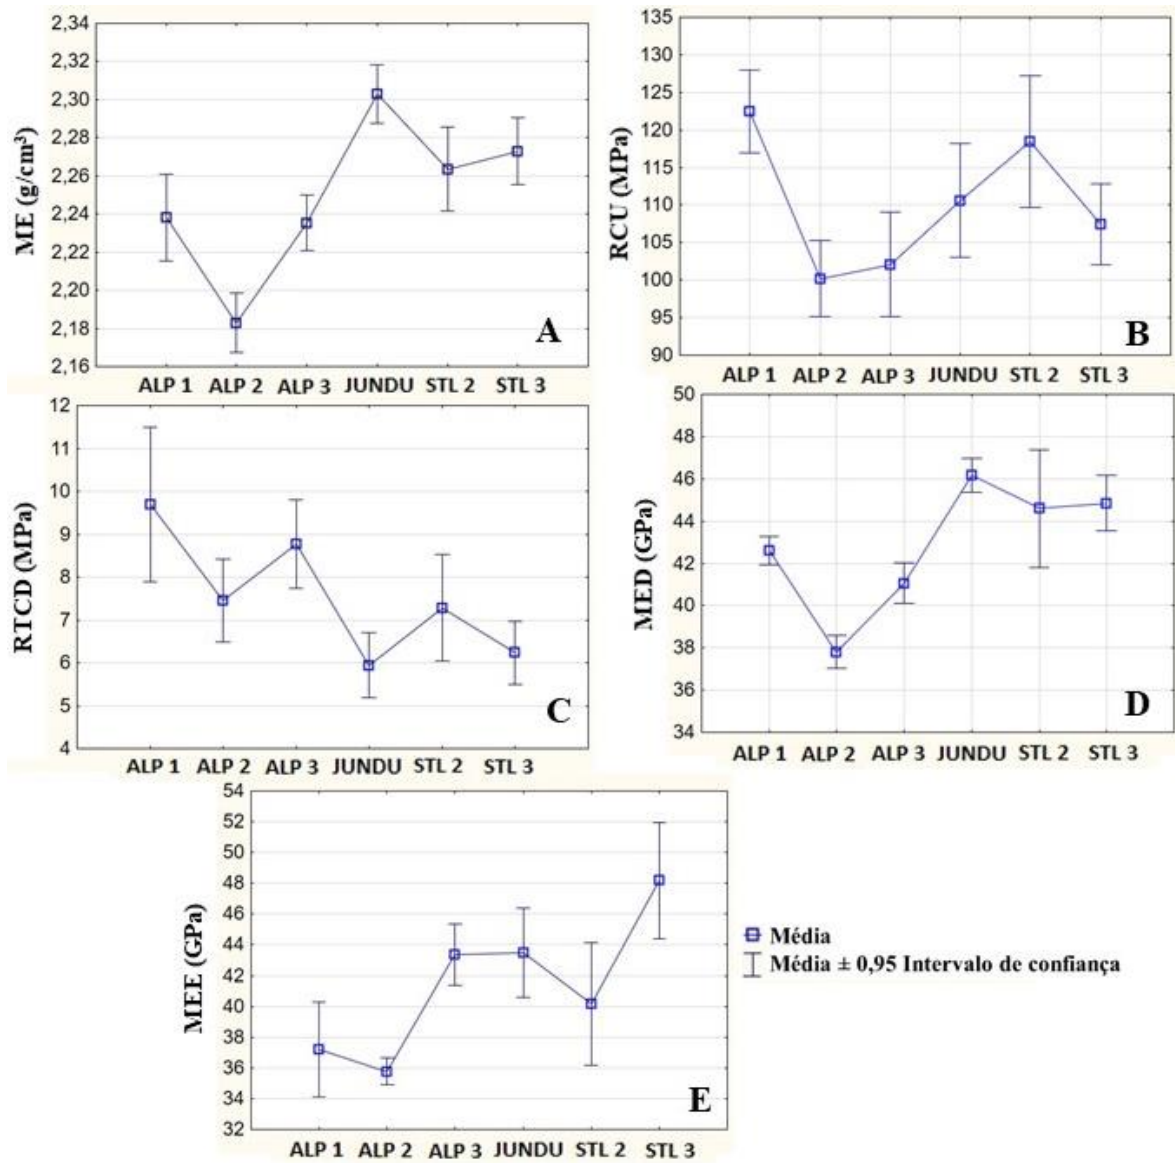 ME (g/cm³)
2,34
2,32
2,30
2,28
2,26
2,24
2,22
2,20
2,18
2,16
A
ALP 1 ALP 2 ALP 3 JUNDU STL 2 STL 3
RCU (MPa)
135
130
125
120
115
110
105
100
95
90
B
ALP 1 ALP 2 ALP 3 JUNDU STL 2 STL 3
RTCD (MPa)
12
11
10
9
8
7
6
5
4
C
ALP 1 ALP 2 ALP 3 JUNDU STL 2 STL 3
MED (GPa)
50
48
46
44
42
40
38
36
34
D
ALP 1 ALP 2 ALP 3 JUNDU STL 2 STL 3
MEE (GPa)
54
52
50
48
46
44
42
40
38
36
34
32
E
ALP 1 ALP 2 ALP 3 JUNDU STL 2 STL 3
Média
Média ± 0,95 Intervalo de confiança